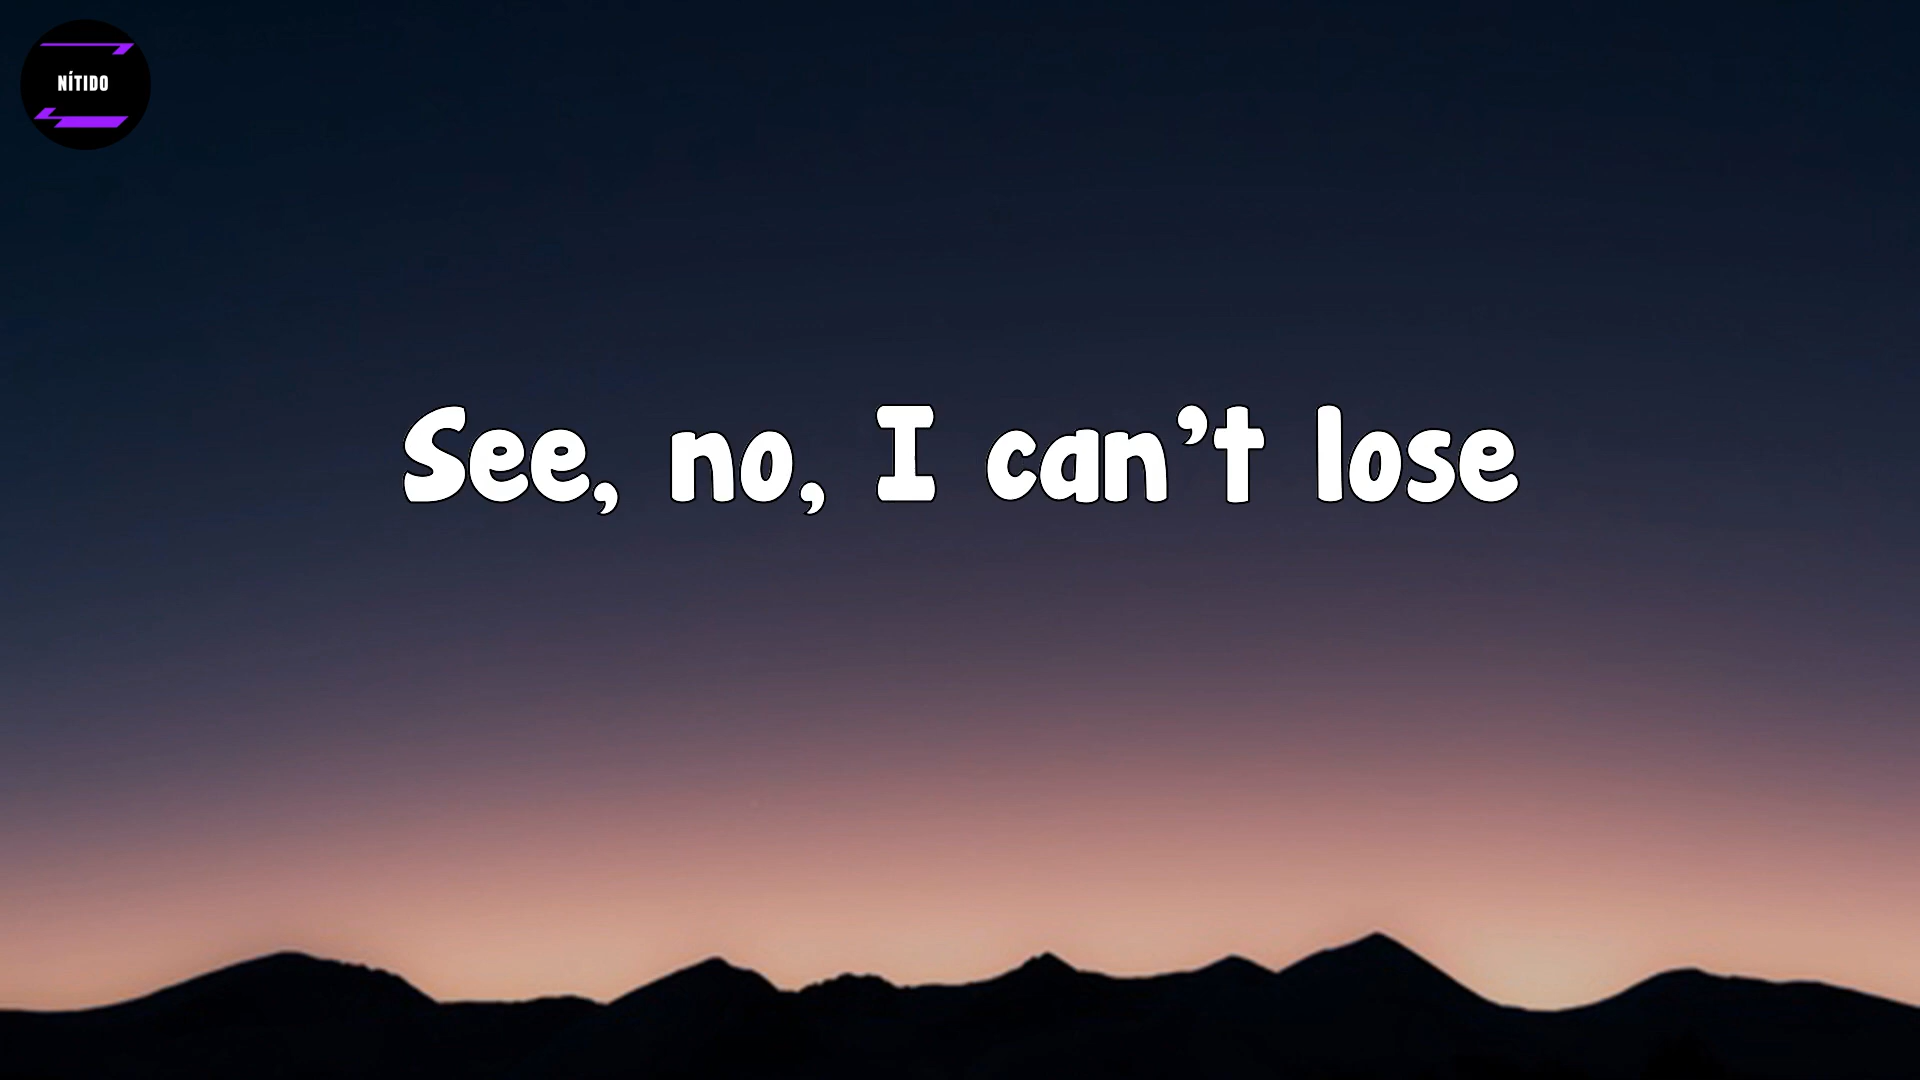 NÍTIDO
See, no, I can’t lose